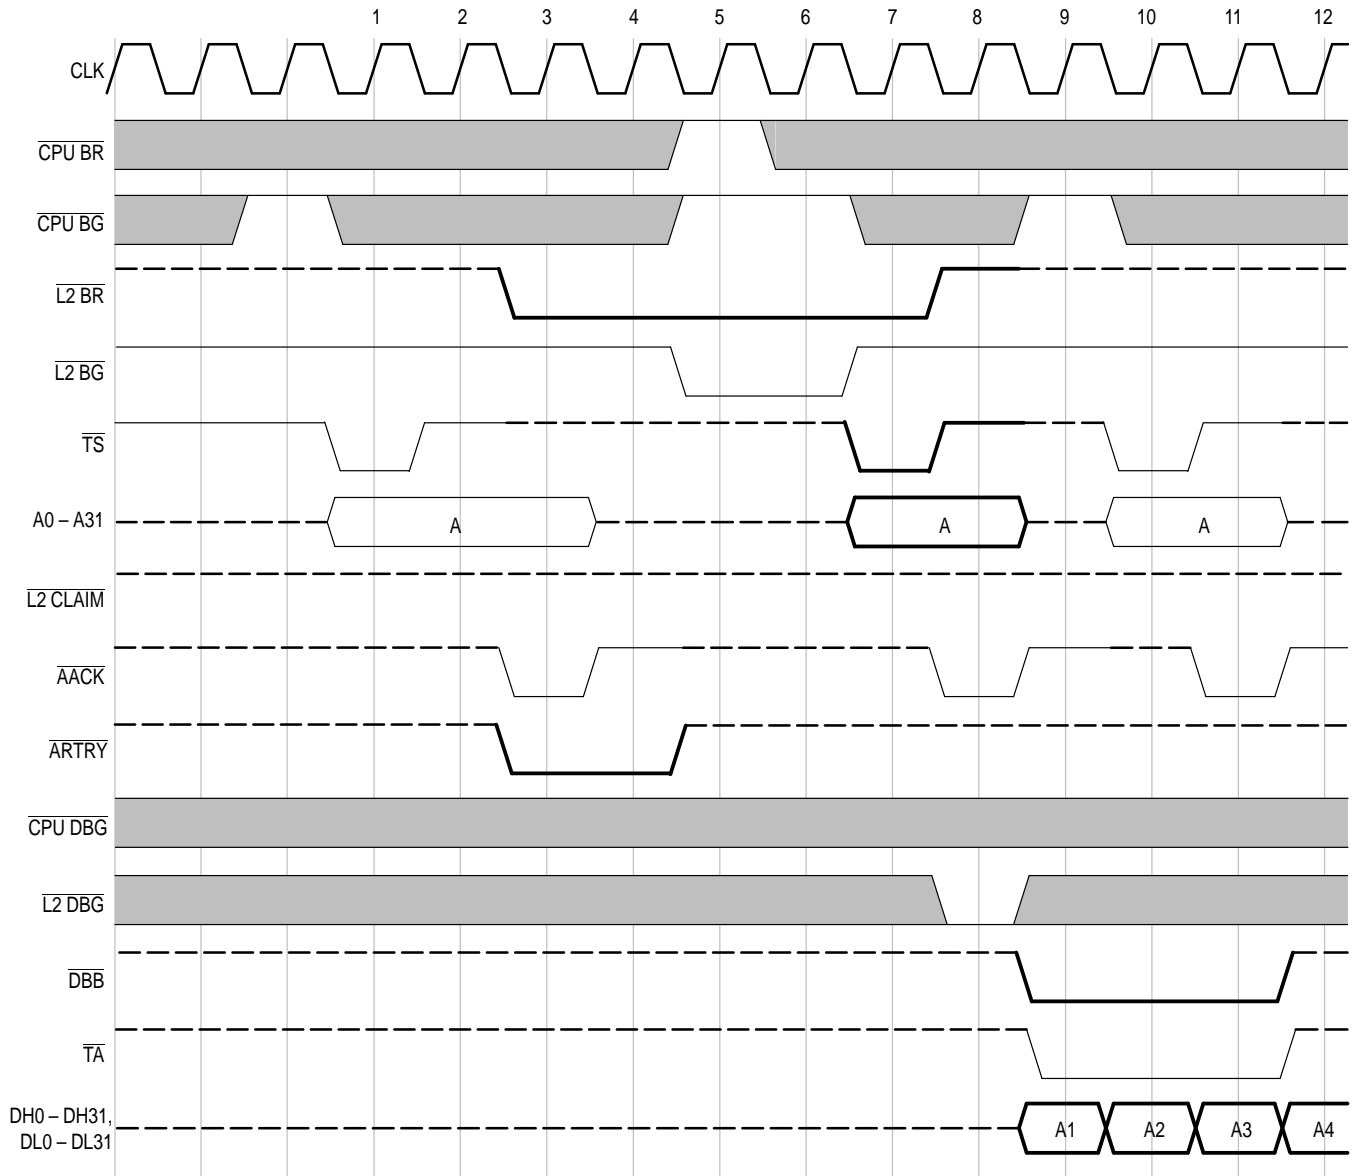 1 2 3 4 5 6 7 8 9 10 11 12
CLK
CPU BR
CPU BG
L2 BR
L2 BG
TS
A0 – A31
A A A
L2 CLAIM
AACK
ARTRY
CPU DBG
L2 DBG
DBB
TA
DH0 – DH31,
DL0 – DL31
A1 A2 A3 A4